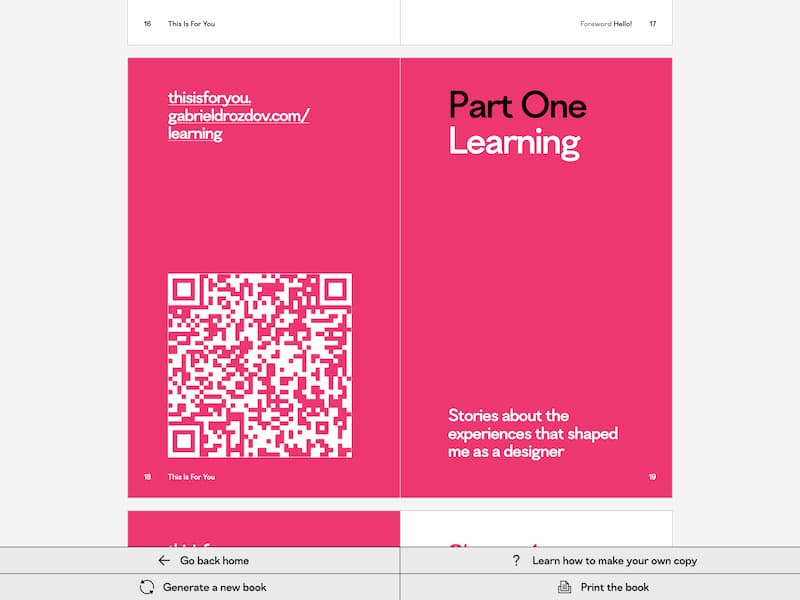 16 This Is For You
Foreword Hello! 17
thisisforyou.
gabrieldrozdov.com/
learning
Part One
Learning
Stories about the
experiences that shaped
me as a designer
18 This Is For You
19
Go back home
? Learn how to make your own copy
Generate a new book
Print the book